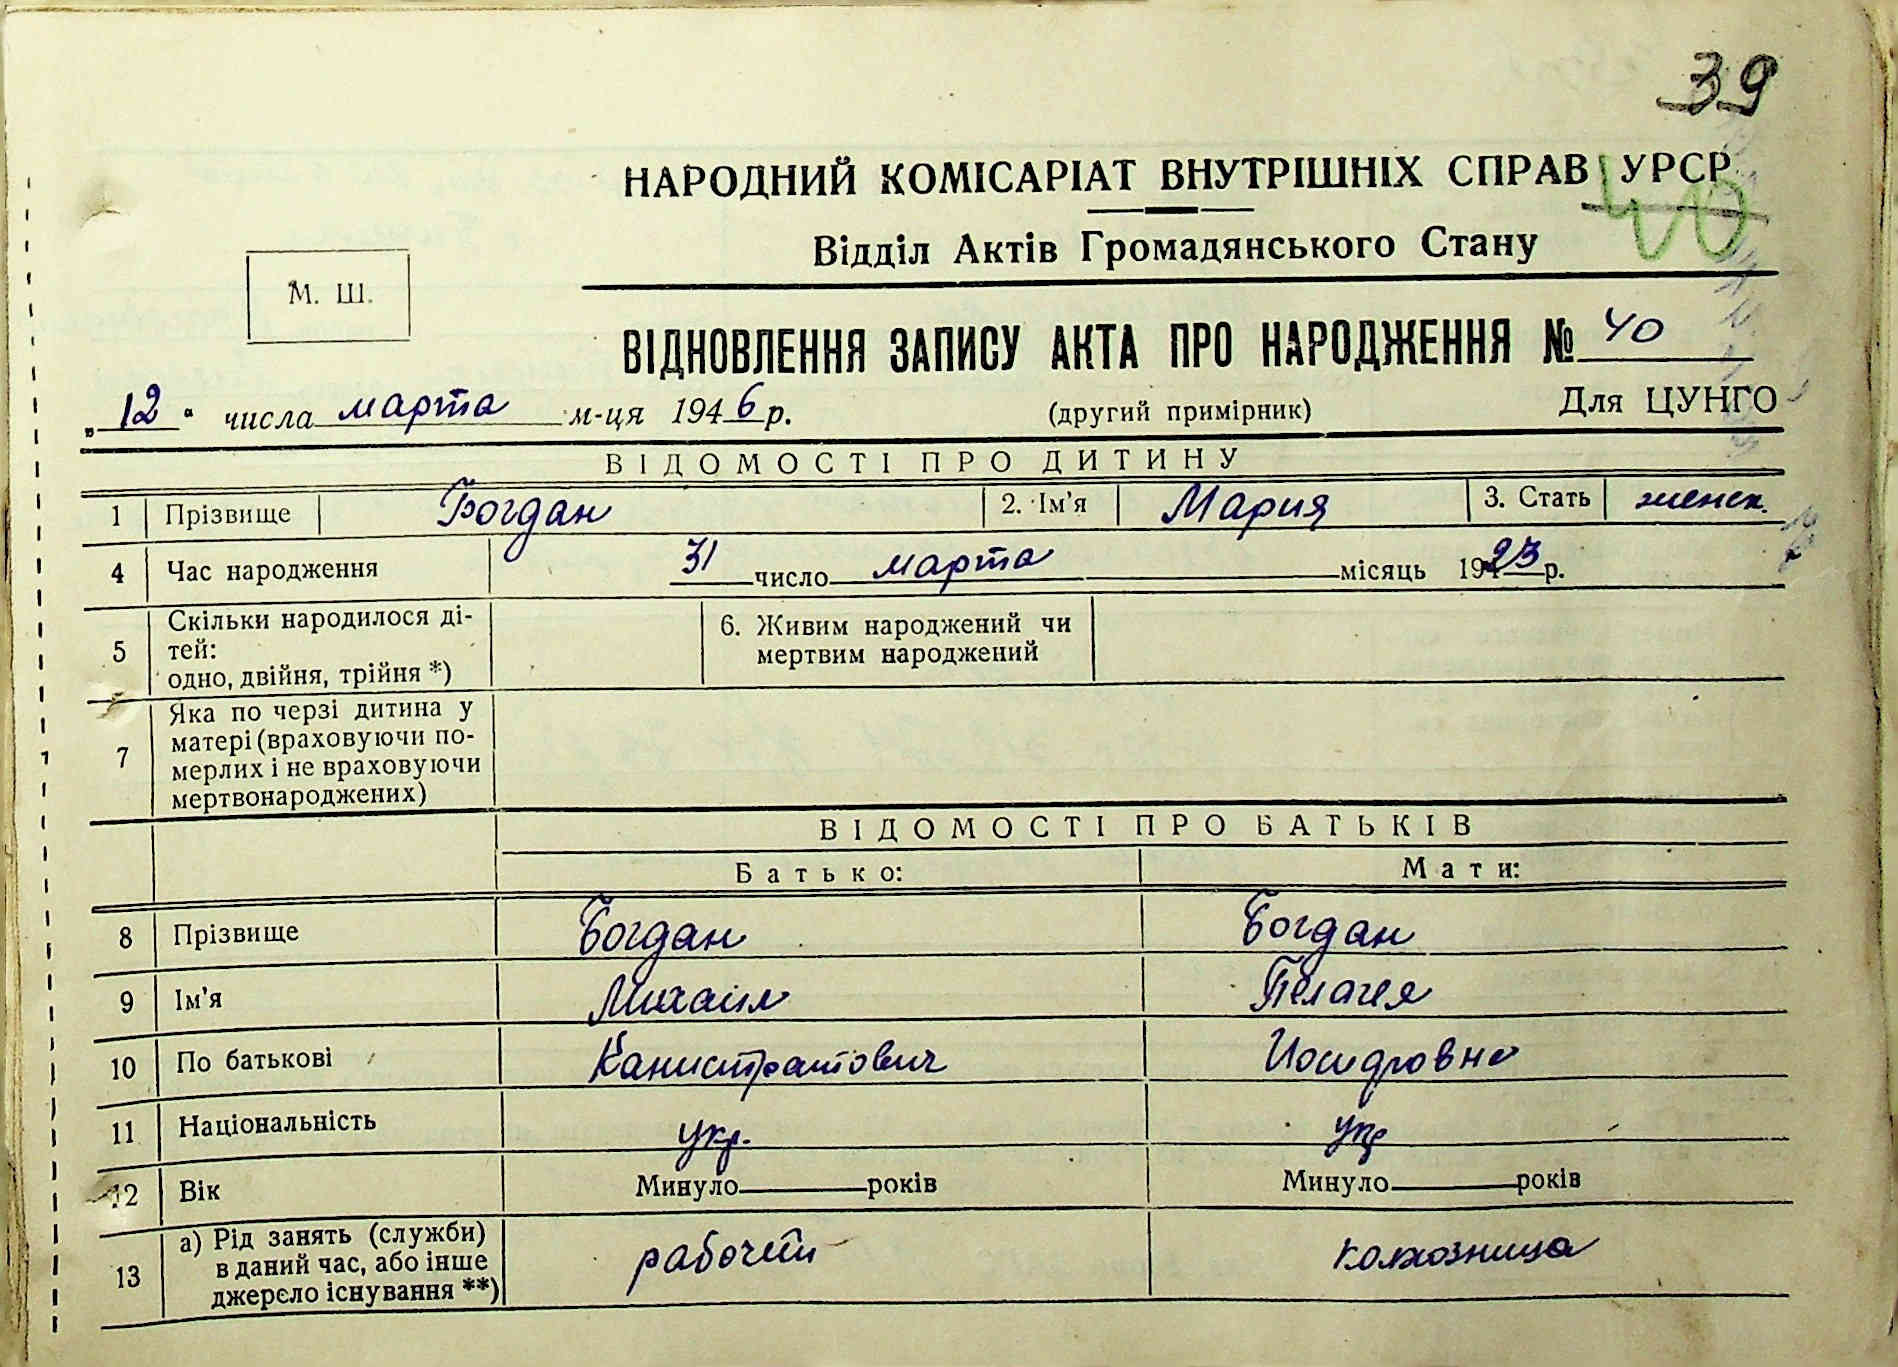 39
НАРОДНИЙ КОМІСАРІАТ ВНУТРІШНІХ СПРАВ УРСР
40
Відділ Актів Громадянського Стану
М. Ш.
ВІДНОВЛЕННЯ ЗАПИСУ АКТА ПРО НАРОДЖЕННЯ № 40
„12" числа марта м-ця 1946 р. (другий примірник) Для ЦУНГО
ВІДОМОСТІ ПРО ДИТИНУ
1 Прізвище Богдан 2. Ім'я Мария 3. Стать женск.
4 Час народження 31 число марта місяць 1923 р.
5 Скільки народилося ді-
тей:
одно, двійня, трійня *)
6. Живим народжений чи
мертвим народжений
7 Яка по черзі дитина у
матері (враховуючи по-
мерлих і не враховуючи
мертвонароджених)
ВІДОМОСТІ ПРО БАТЬКІВ
Батько: Мати:
8 Прізвище Богдан Богдан
9 Ім'я Михаил Пелагея
10 По батькові Канистратович Иосифовна
11 Національність укр. укр
12 Вік Минуло років Минуло років
13 а) Рід занять (служби)
в даний час, або інше
джерело існування **)
рабочий колхозница